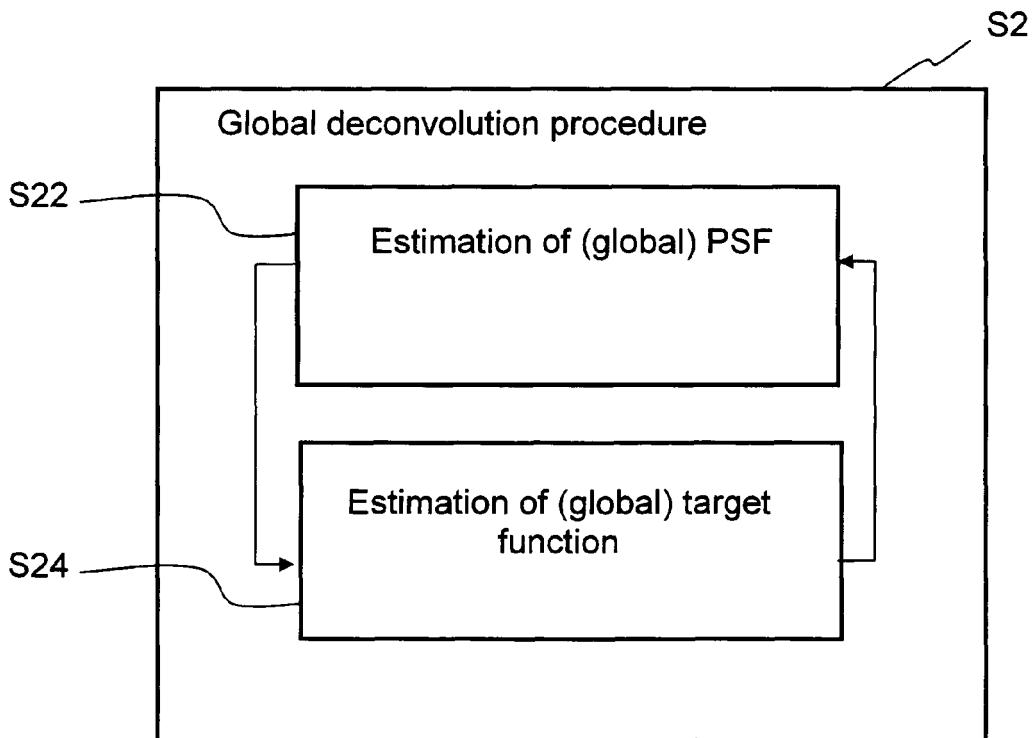 S2
Global deconvolution procedure
S22
Estimation of (global) PSF
Estimation of (global) target
function
S24